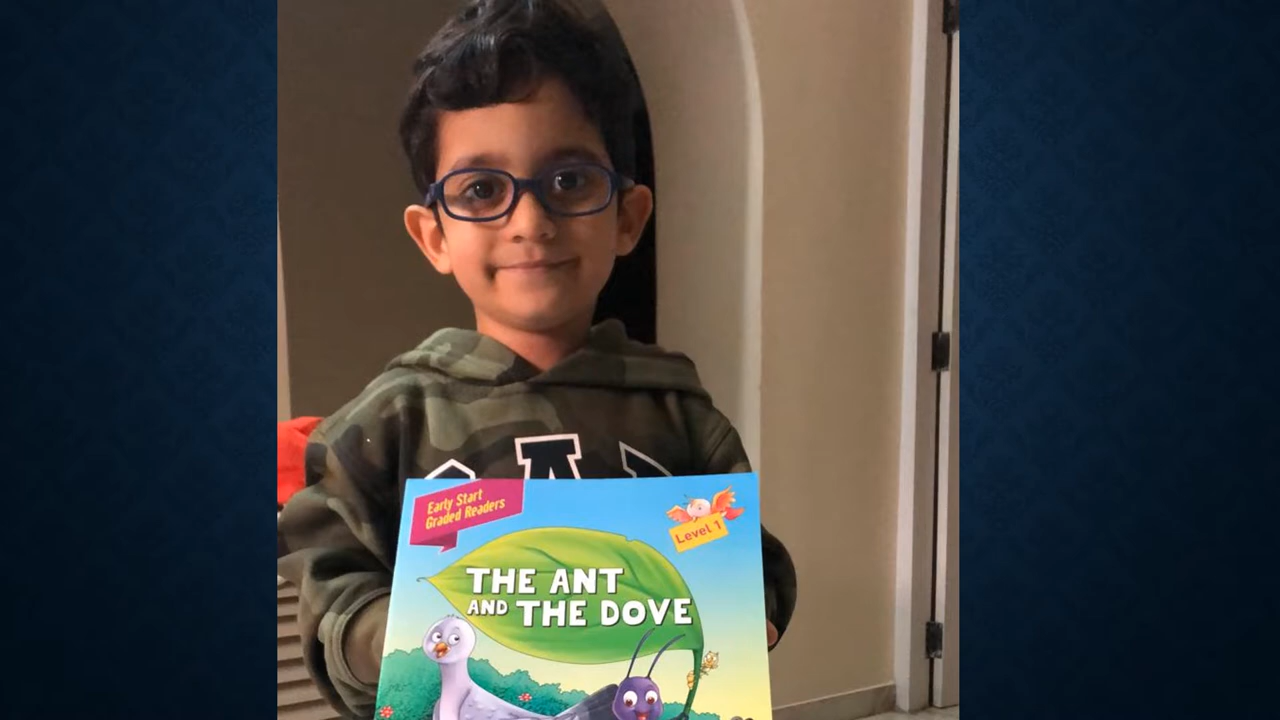 Early Start
Graded Readers
Level 1
THE ANT
AND THE DOVE